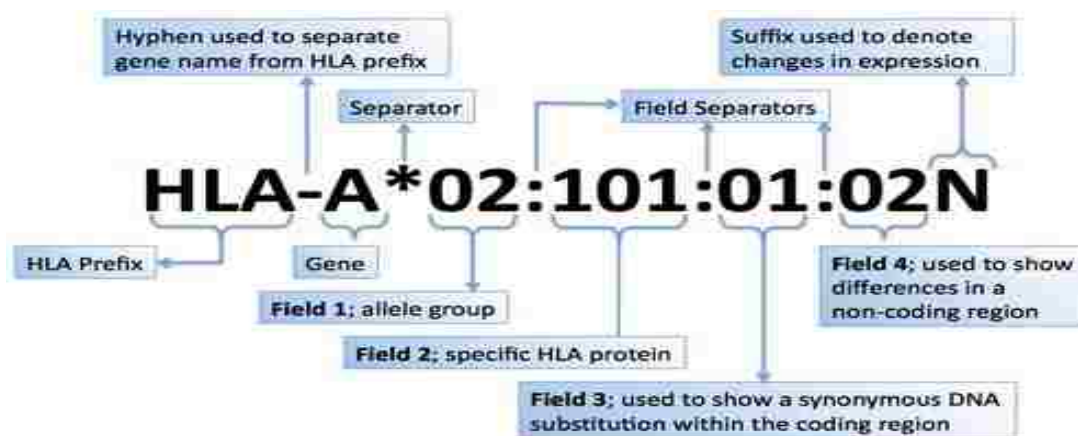 Hyphen used to separate
gene name from HLA prefix
Suffix used to denote
changes in expression
Separator
Field Separators
HLA-A*02:101:01:02N
HLA Prefix
Gene
Field 4; used to show
differences in a
non-coding region
Field 1; allele group
Field 2; specific HLA protein
Field 3; used to show a synonymous DNA
substitution within the coding region